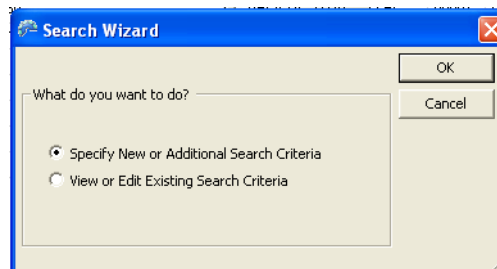 Search Wizard
OK
What do you want to do?
Cancel
Specify New or Additional Search Criteria
View or Edit Existing Search Criteria